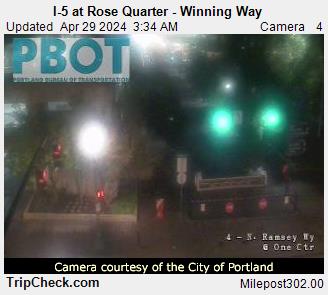 I-5 at Rose Quarter - Winning Way
Updated Apr 29 2024 3:34 AM Camera 4
PBOT
PORTLAND BUREAU OF TRANSPORTATION
4 - N. Ramsey Wy
@ One Ctr
Camera courtesy of the City of Portland
TripCheck.com Milepost302.00